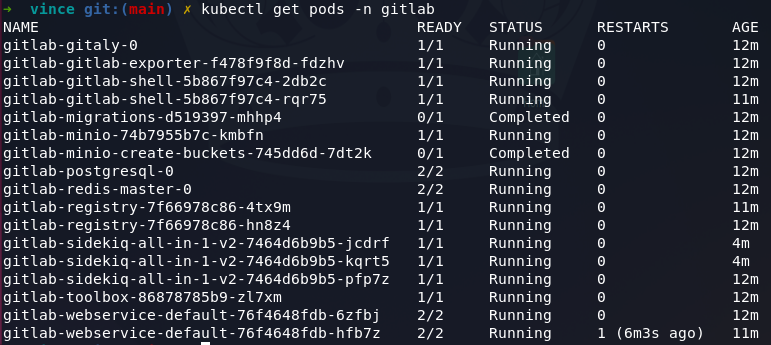 ➜  vince git:(main) ✗ kubectl get pods -n gitlab
NAME                                          READY   STATUS      RESTARTS       AGE
gitlab-gitaly-0                               1/1     Running     0              12m
gitlab-gitlab-exporter-f478f9f8d-fdzhv        1/1     Running     0              12m
gitlab-gitlab-shell-5b867f97c4-2db2c          1/1     Running     0              12m
gitlab-gitlab-shell-5b867f97c4-rqr75          1/1     Running     0              11m
gitlab-migrations-d519397-mhhp4               0/1     Completed   0              12m
gitlab-minio-74b7955b7c-kmbfn                 1/1     Running     0              12m
gitlab-minio-create-buckets-745dd6d-7dt2k     0/1     Completed   0              12m
gitlab-postgresql-0                           2/2     Running     0              12m
gitlab-redis-master-0                         2/2     Running     0              12m
gitlab-registry-7f66978c86-4tx9m              1/1     Running     0              11m
gitlab-registry-7f66978c86-hn8z4              1/1     Running     0              12m
gitlab-sidekiq-all-in-1-v2-7464d6b9b5-jcdrf   1/1     Running     0              4m
gitlab-sidekiq-all-in-1-v2-7464d6b9b5-kqrt5   1/1     Running     0              4m
gitlab-sidekiq-all-in-1-v2-7464d6b9b5-pfp7z   1/1     Running     0              12m
gitlab-toolbox-86878785b9-zl7xm               1/1     Running     0              12m
gitlab-webservice-default-76f4648fdb-6zfbj    2/2     Running     0              12m
gitlab-webservice-default-76f4648fdb-hfb7z    2/2     Running     1 (6m3s ago)   11m